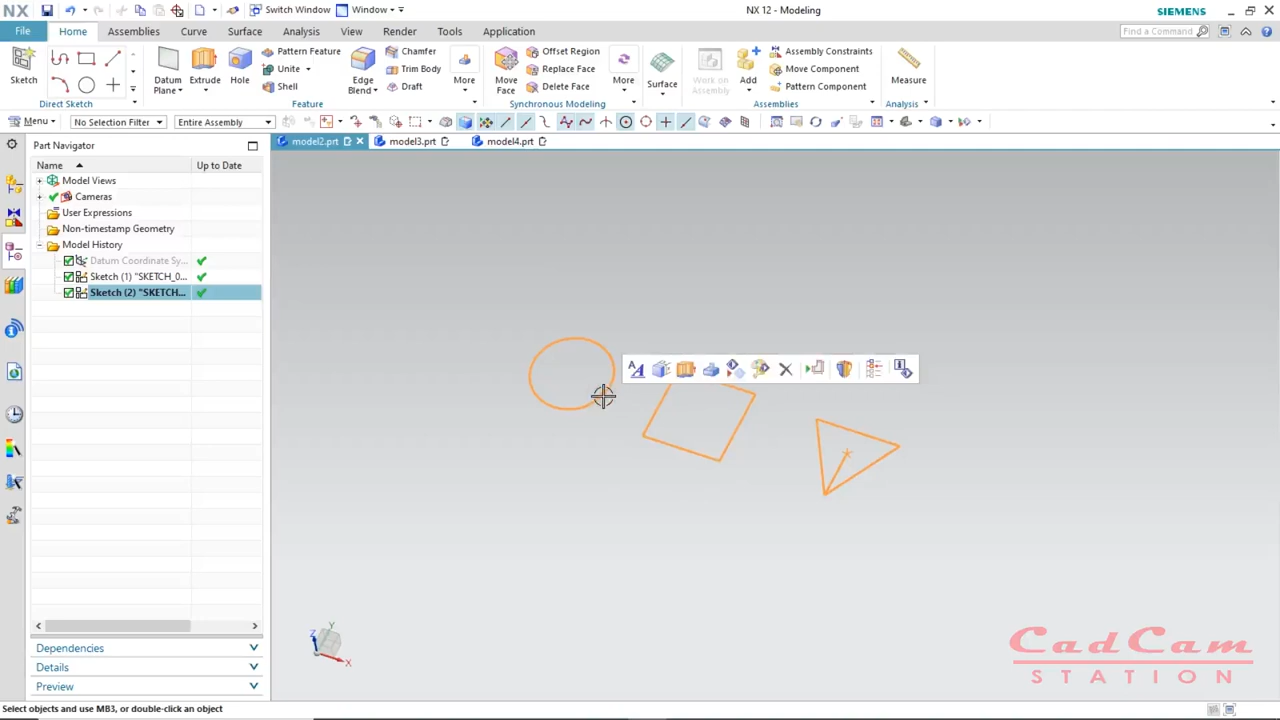 NX Switch Window Window NX 12 - Modeling SIEMENS
File Home Assemblies Curve Surface Analysis View Render Tools Application Find a Command
Sketch Direct Sketch
Datum Plane Extrude Hole Pattern Feature Unite Shell Edge Blend Chamfer Trim Body Draft More Feature
Move Face Offset Region Replace Face Delete Face More Synchronous Modeling
Surface
Work on Assembly Add Assembly Constraints Move Component Pattern Component Assemblies
Measure Analysis
Menu No Selection Filter Entire Assembly
Part Navigator
model2.prt model3.prt model4.prt
Name Up to Date
Model Views
Cameras
User Expressions
Non-timestamp Geometry
Model History
Datum Coordinate Sy...
Sketch (1) "SKETCH_0...
Sketch (2) "SKETCH...
Z Y X
Dependencies
Details
Preview
CadCam
STATION
Select objects and use MB3, or double-click an object